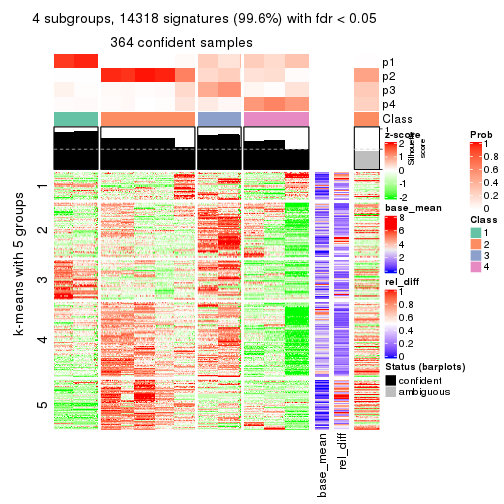 4 subgroups, 14318 signatures (99.6%) with fdr < 0.05
364 confident samples
p1
p2
p3
p4
Class
1
Silhouette
score
k-means with 5 groups
1
2
3
4
5
base_mean
rel_diff
z-score
2
1
0
-1
-2
base_mean
8
6
4
2
0
rel_diff
1
0.8
0.6
0.4
0.2
0
Status (barplots)
confident
ambiguous
Prob
1
0.8
0.6
0.4
0.2
0
Class
1
2
3
4